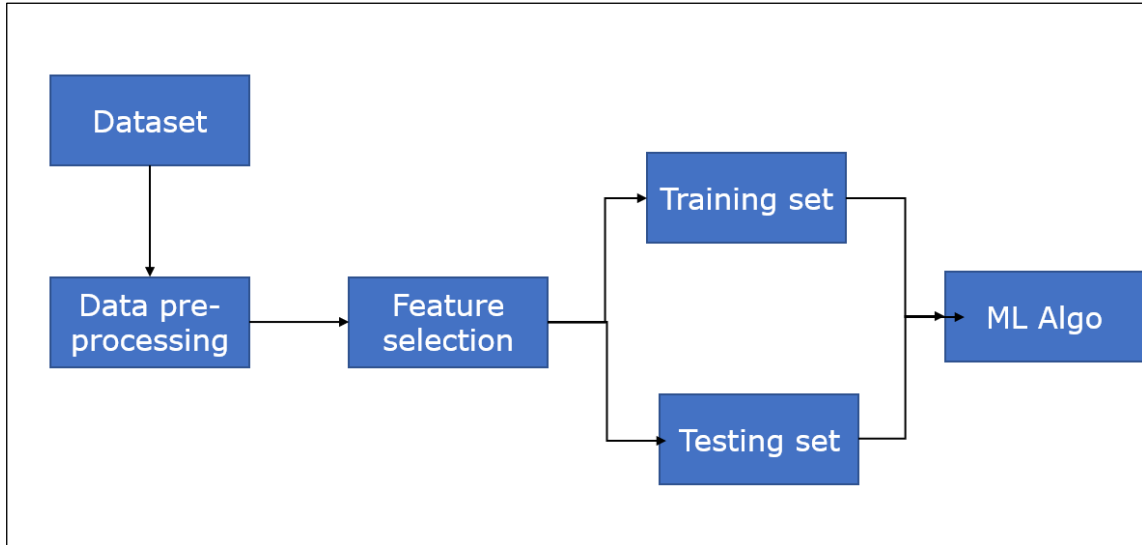 Dataset
Data pre-
processing
Feature
selection
Training set
Testing set
ML Algo